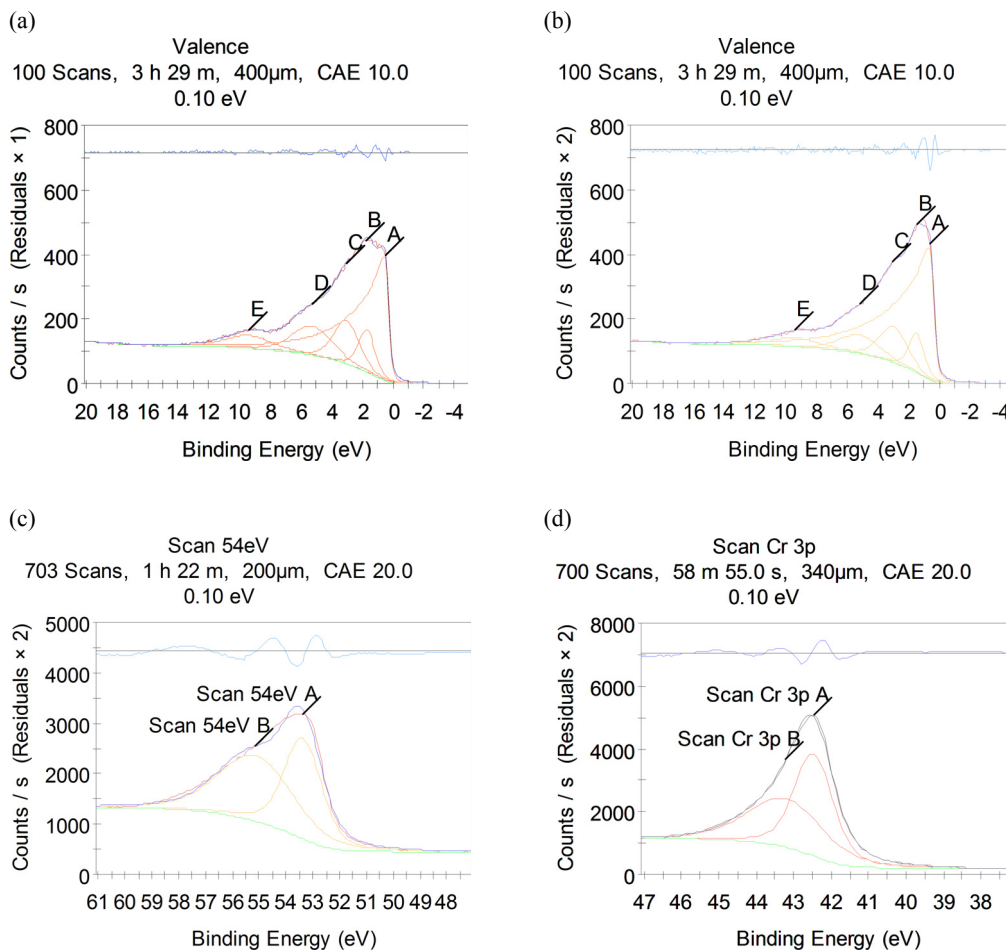 (a)
Valence
100 Scans, 3 h 29 m, 400µm, CAE 10.0
0.10 eV
Counts / s (Residuals × 1)
800
600
400
200
0
E
D
C
B
A
20 18 16 14 12 10 8 6 4 2 0 -2 -4
Binding Energy (eV)
(b)
Valence
100 Scans, 3 h 29 m, 400µm, CAE 10.0
0.10 eV
Counts / s (Residuals × 2)
800
600
400
200
0
E
D
C
B
A
20 18 16 14 12 10 8 6 4 2 0 -2 -4
Binding Energy (eV)
(c)
Scan 54eV
703 Scans, 1 h 22 m, 200µm, CAE 20.0
0.10 eV
Counts / s (Residuals × 2)
5000
4000
3000
2000
1000
0
Scan 54eV A
Scan 54eV B
61 60 59 58 57 56 55 54 53 52 51 50 49 48
Binding Energy (eV)
(d)
Scan Cr 3p
700 Scans, 58 m 55.0 s, 340µm, CAE 20.0
0.10 eV
Counts / s (Residuals × 2)
8000
6000
4000
2000
0
Scan Cr 3p A
Scan Cr 3p B
47 46 45 44 43 42 41 40 39 38
Binding Energy (eV)